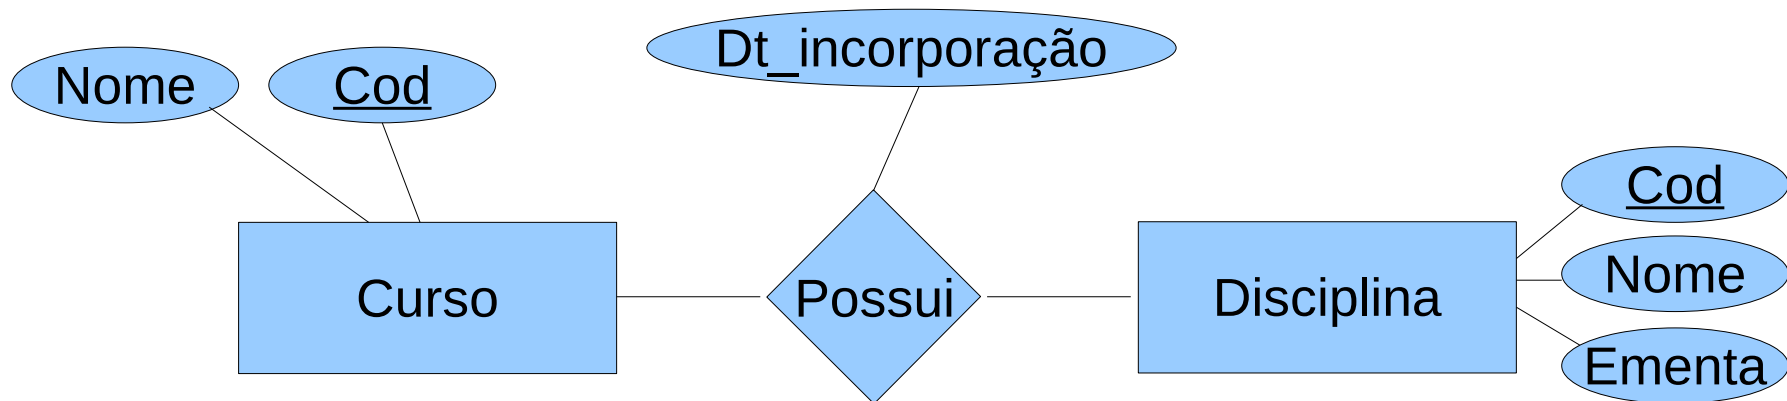 Dt_incorporação
Nome
Cod
Cod
Nome
Curso
Possui
Disciplina
Ementa